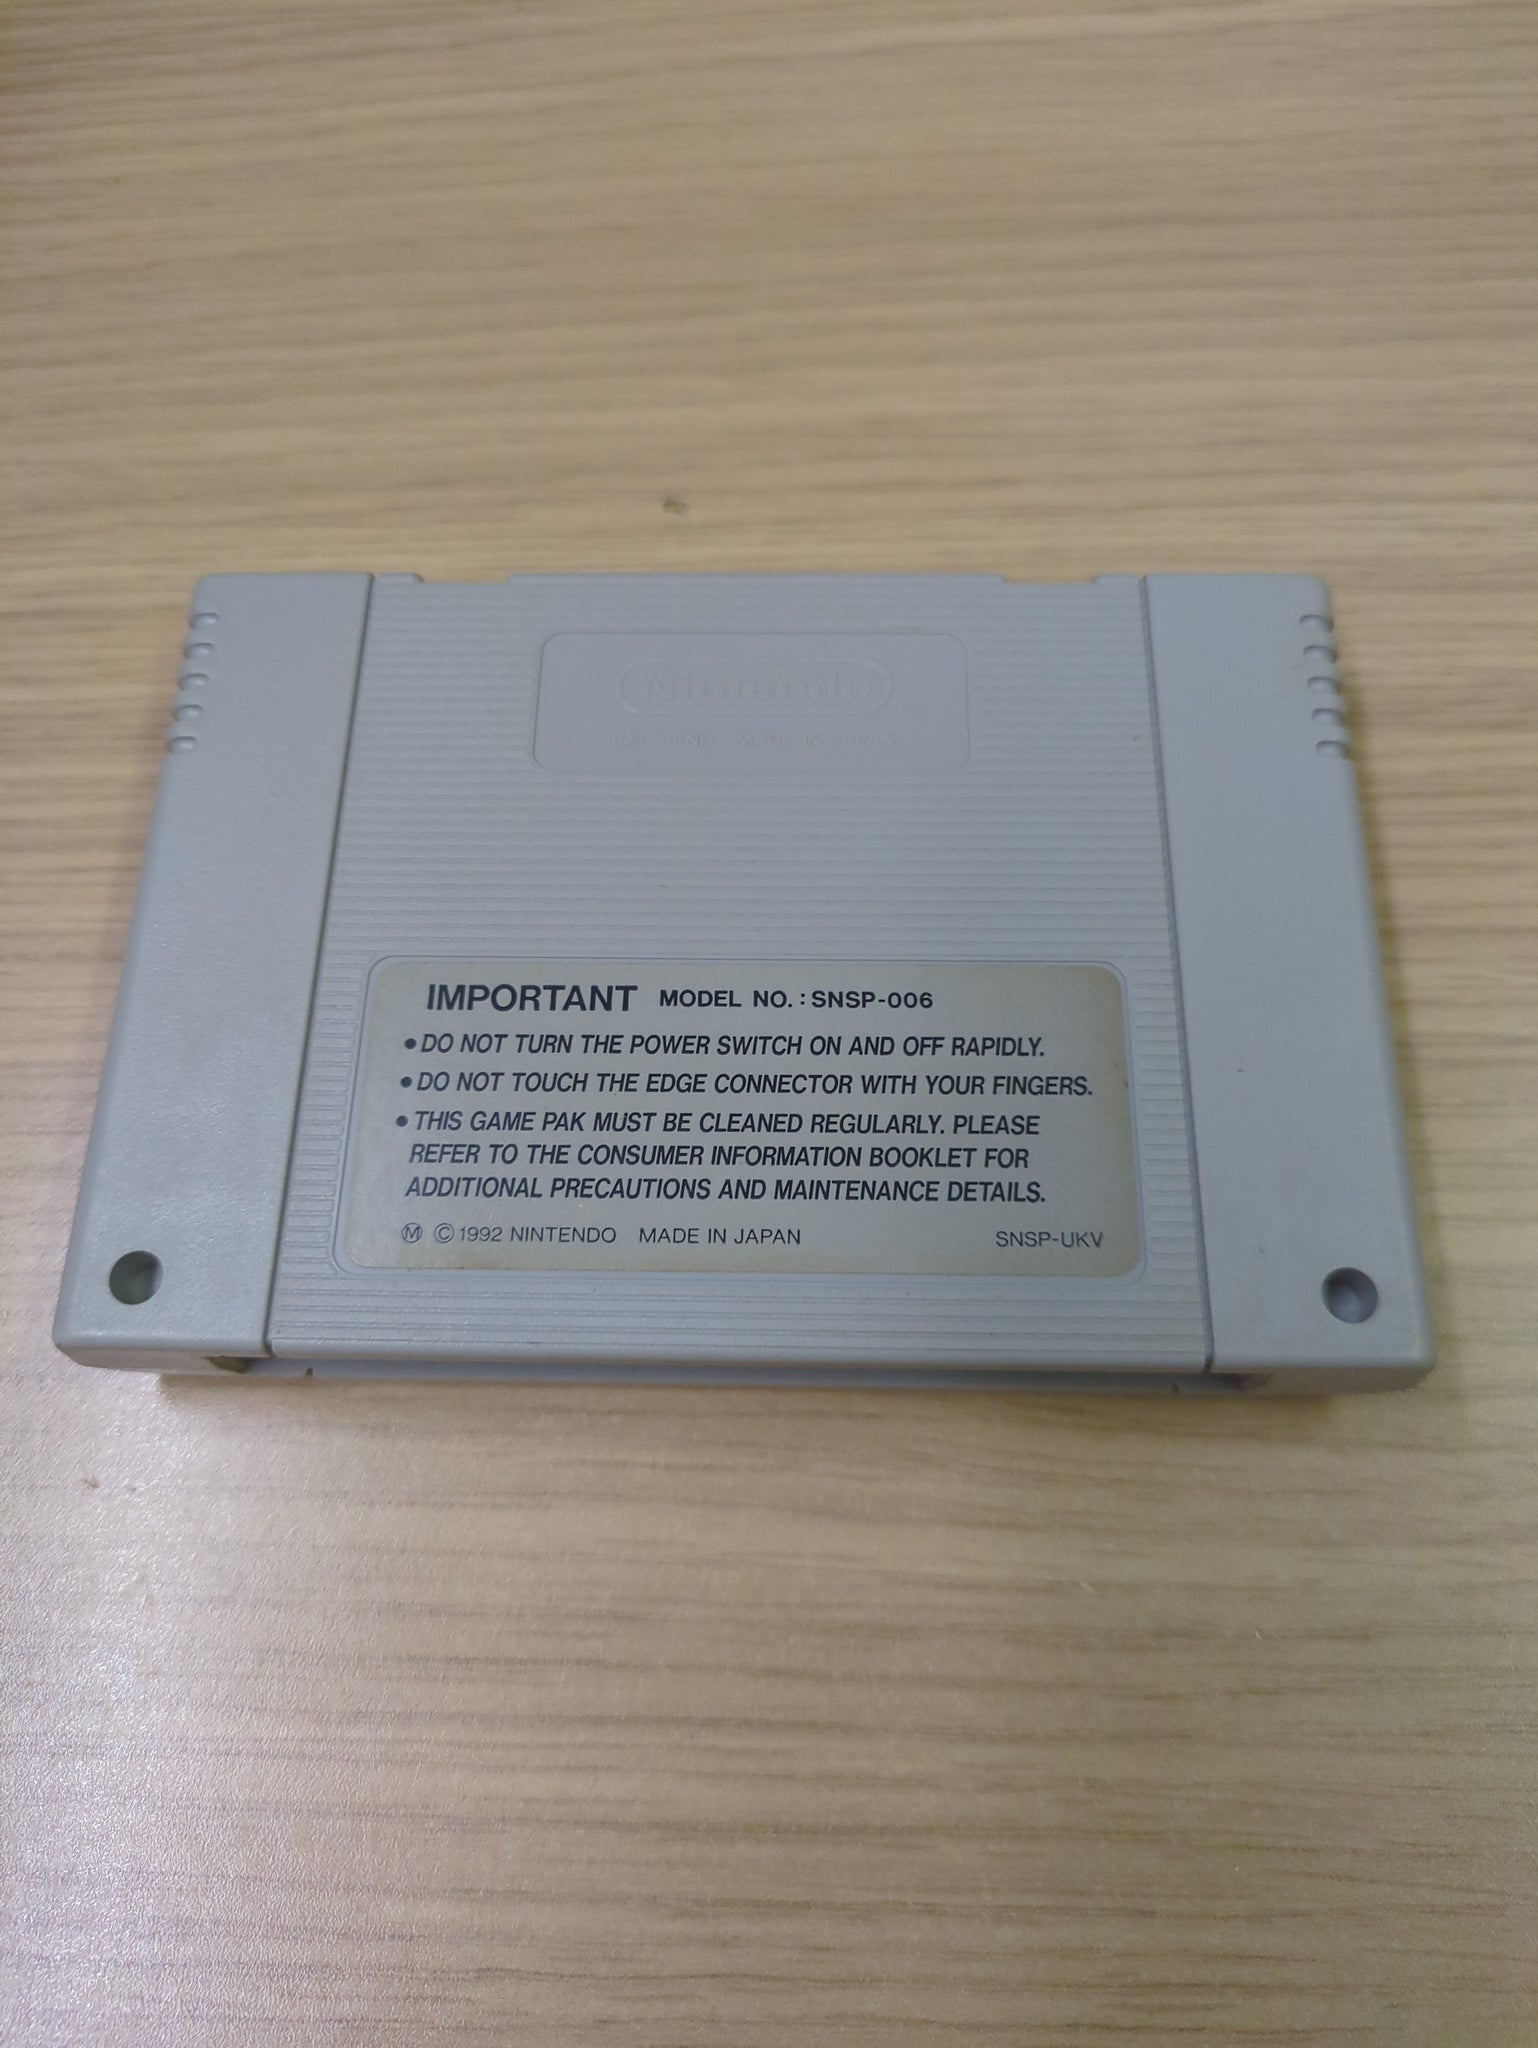 Nintendo
PAT. PEND. MADE IN JAPAN
IMPORTANT MODEL NO.: SNSP-006
• DO NOT TURN THE POWER SWITCH ON AND OFF RAPIDLY.
• DO NOT TOUCH THE EDGE CONNECTOR WITH YOUR FINGERS.
• THIS GAME PAK MUST BE CLEANED REGULARLY. PLEASE
REFER TO THE CONSUMER INFORMATION BOOKLET FOR
ADDITIONAL PRECAUTIONS AND MAINTENANCE DETAILS.
Ⓜ ©1992 NINTENDO MADE IN JAPAN SNSP-UKV